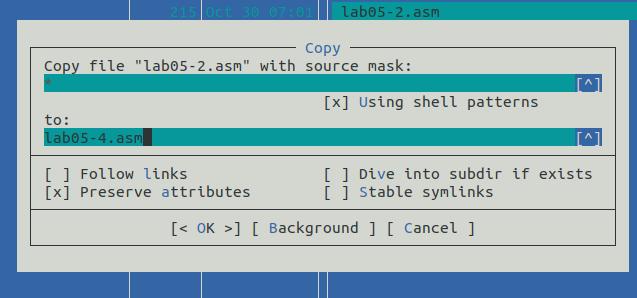 215 Oct 30 07:01 lab05-2.asm
Copy
Copy file "lab05-2.asm" with source mask:
* [^]
[x] Using shell patterns
to:
lab05-4.asm [^]
[ ] Follow links [ ] Dive into subdir if exists
[x] Preserve attributes [ ] Stable symlinks
[< OK >] [ Background ] [ Cancel ]